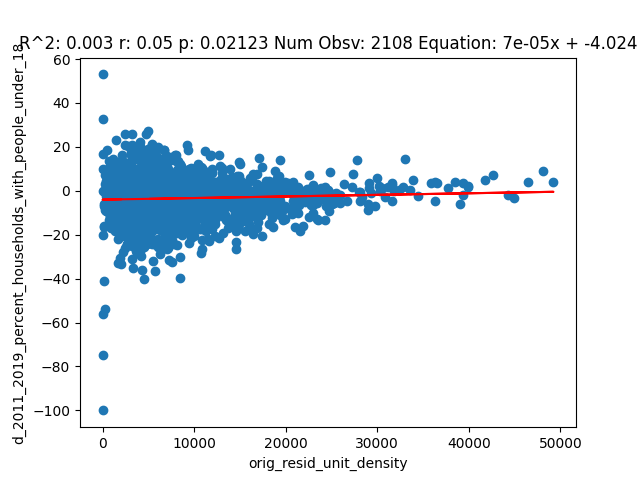 R^2: 0.003 r: 0.05 p: 0.02123 Num Obsv: 2108 Equation: 7e-05x + -4.024
d_2011_2019_percent_households_with_people_under_18
60
40
20
0
−20
−40
−60
−80
−100
0 10000 20000 30000 40000 50000
orig_resid_unit_density